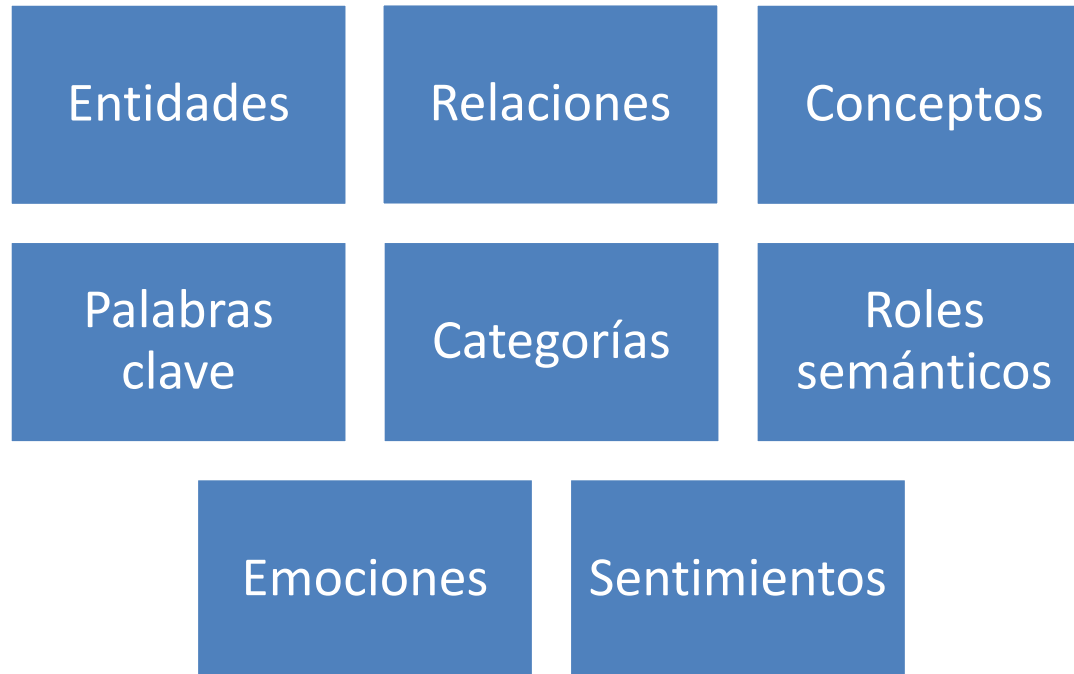 Entidades
Relaciones
Conceptos
Palabras
clave
Categorías
Roles
semánticos
Emociones
Sentimientos